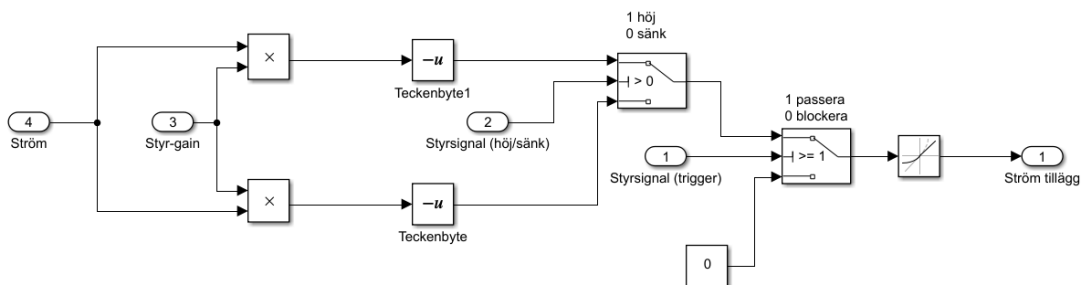 1 höj
0 sänk
×
-u
> 0
Teckenbyte1
1 passera
0 blockera
4
3
2
Ström
Styr-gain
Styrsignal (höj/sänk)
1
>= 1
1
Styrsignal (trigger)
Ström tillägg
×
-u
Teckenbyte
0